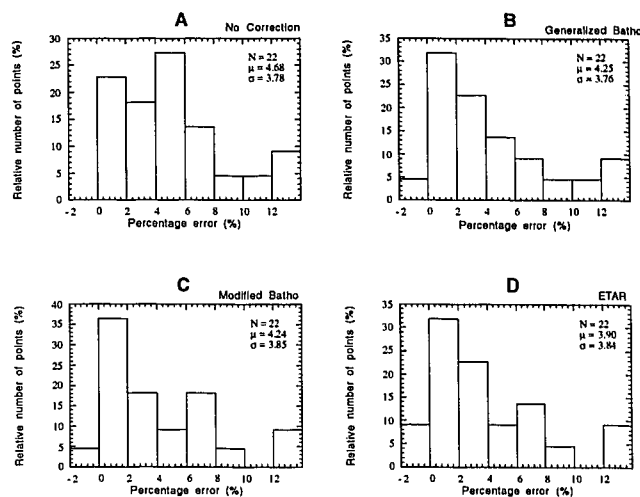 A
No Correction
Relative number of points (%)
30
25
20
15
10
5
0
-2 0 2 4 6 8 10 12
Percentage error (%)
N = 22
μ = 4.68
σ = 3.78
B
Generalized Batho
Relative number of points (%)
35
30
25
20
15
10
5
0
-2 0 2 4 6 8 10 12
Percentage error (%)
N = 22
μ = 4.25
σ = 3.76
C
Modified Batho
Relative number of points (%)
40
35
30
25
20
15
10
5
0
-2 0 2 4 6 8 10 12
Percentage error (%)
N = 22
μ = 4.24
σ = 3.85
D
ETAR
Relative number of points (%)
35
30
25
20
15
10
5
0
-2 0 2 4 6 8 10 12
Percentage error (%)
N = 22
μ = 3.90
σ = 3.84